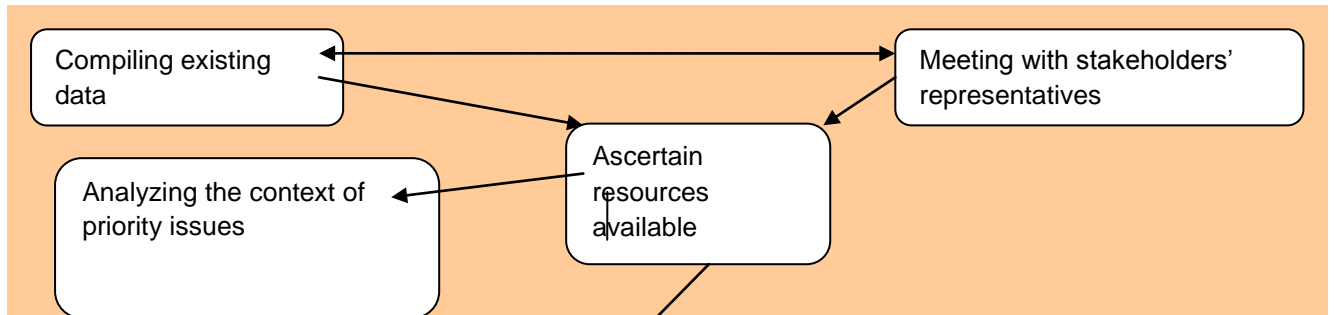 Compiling existing
data
Meeting with stakeholders’
representatives
Ascertain
resources
available
Analyzing the context of
priority issues